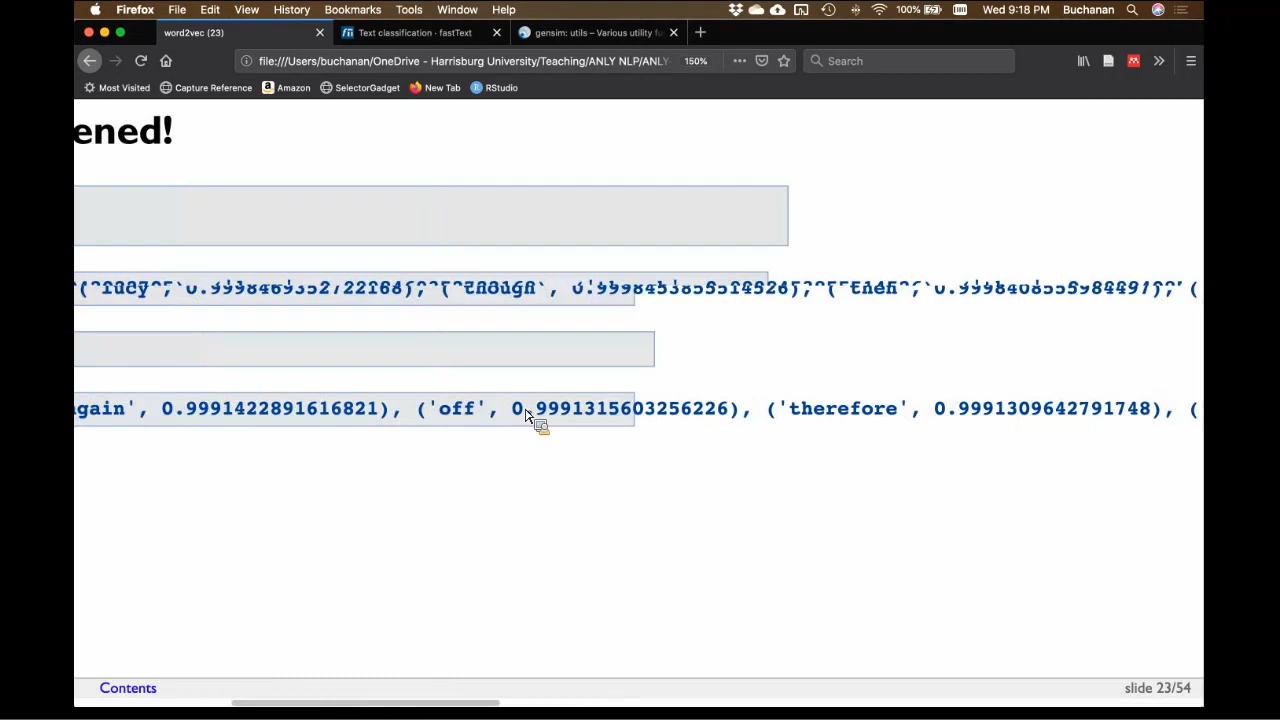 Firefox File Edit View History Bookmarks Tools Window Help 100% Wed 9:18 PM Buchanan
word2vec (23) Text classification · fastText gensim: utils – Various utility fu
file:///Users/buchanan/OneDrive - Harrisburg University/Teaching/ANLY NLP/ANLY- 150% Search
Most Visited Capture Reference Amazon SelectorGadget New Tab RStudio
ened!
gain', 0.9991422891616821), ('off', 0.9991315603256226), ('therefore', 0.9991309642791748), (
Contents slide 23/54